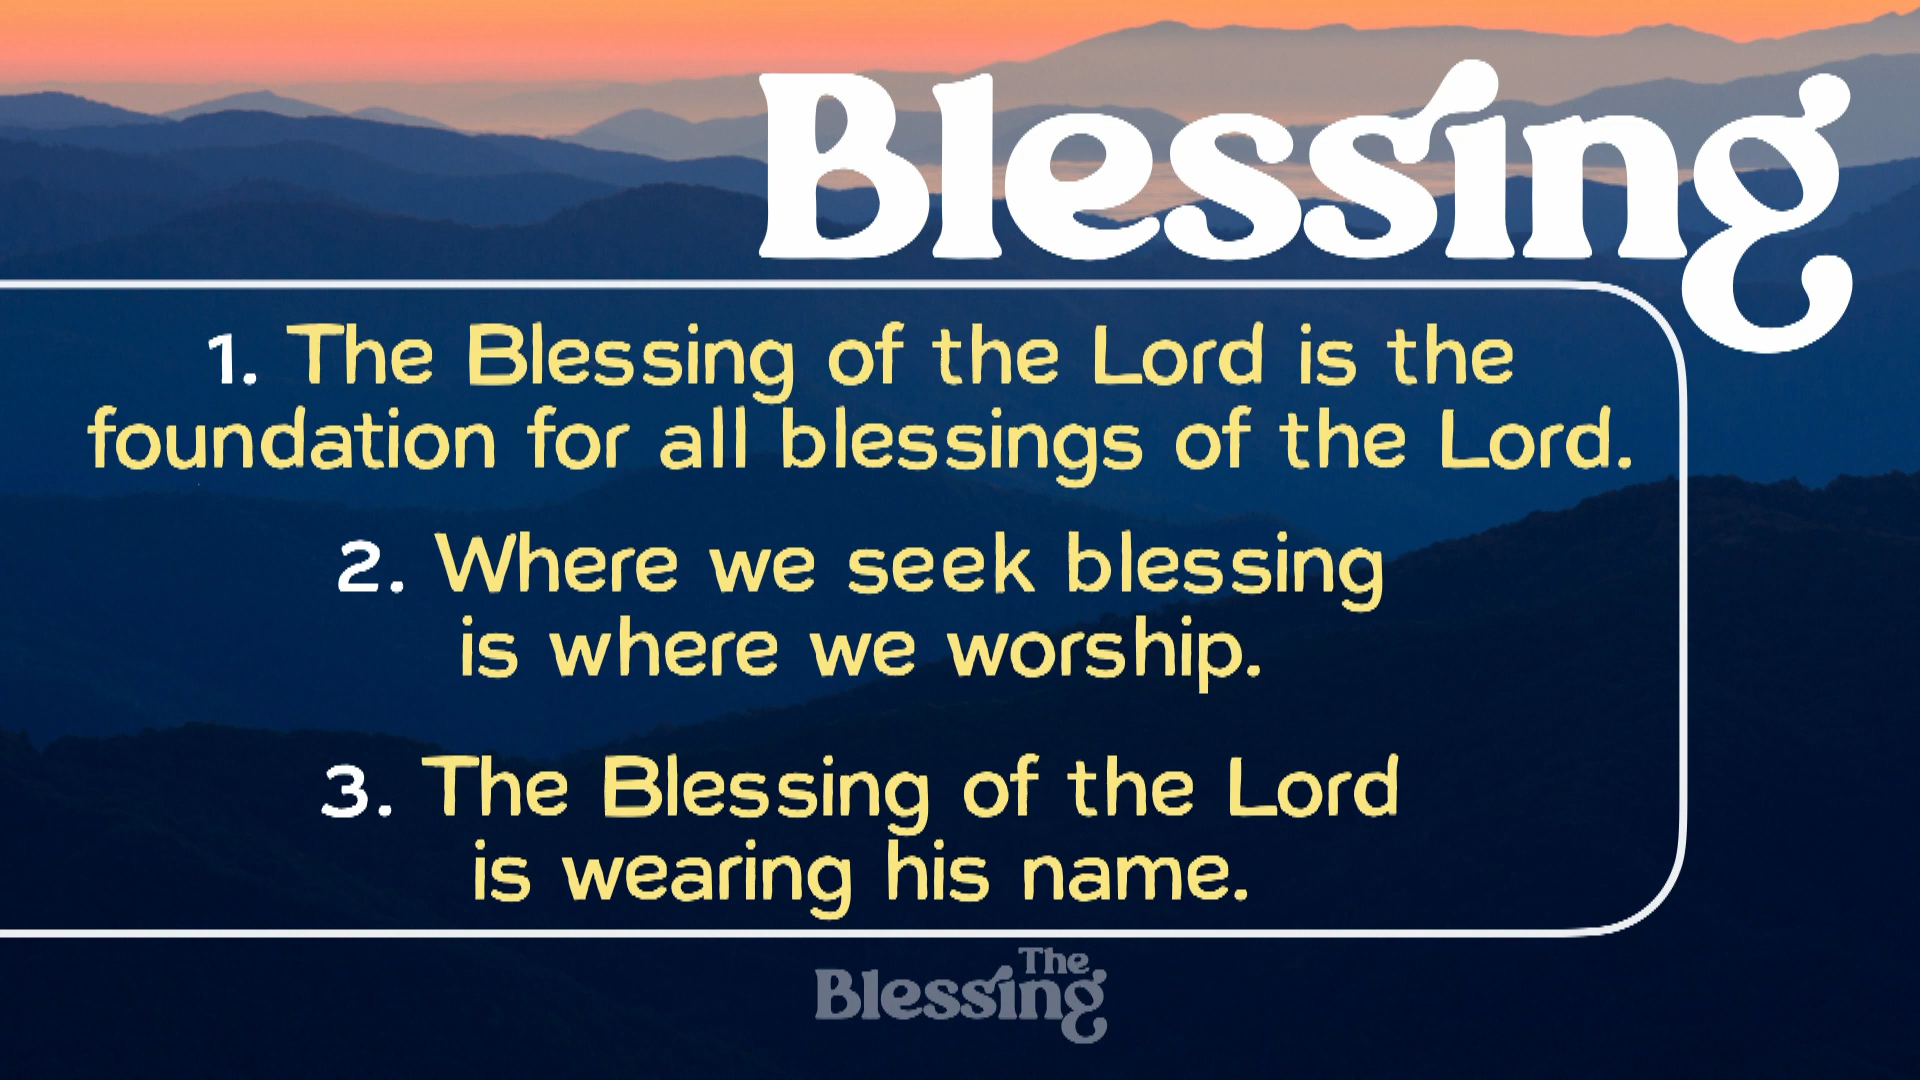 Blessing
1. The Blessing of the Lord is the
foundation for all blessings of the Lord.
2. Where we seek blessing
is where we worship.
3. The Blessing of the Lord
is wearing his name.
The
Blessing